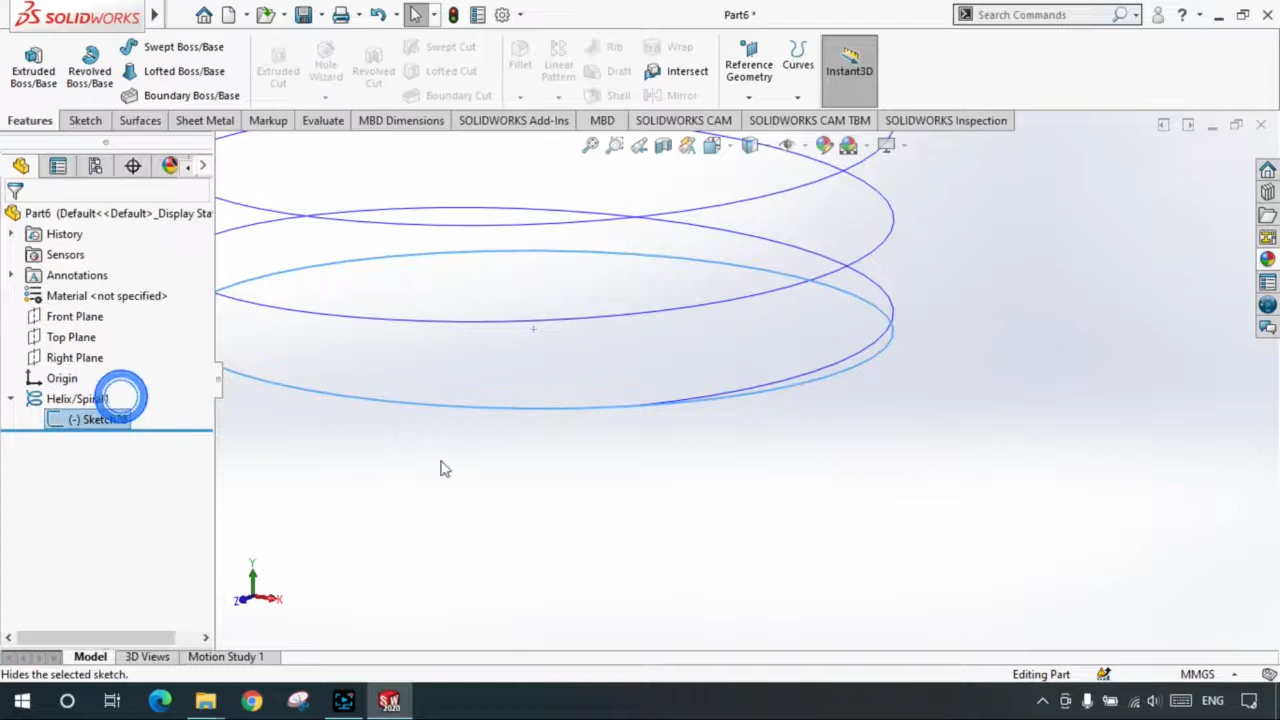 SOLIDWORKS
Part6 *
Search Commands
Extruded Boss/Base
Revolved Boss/Base
Swept Boss/Base
Lofted Boss/Base
Boundary Boss/Base
Extruded Cut
Hole Wizard
Revolved Cut
Swept Cut
Lofted Cut
Boundary Cut
Fillet
Linear Pattern
Rib
Draft
Shell
Wrap
Intersect
Mirror
Reference Geometry
Curves
Instant3D
Features
Sketch
Surfaces
Sheet Metal
Markup
Evaluate
MBD Dimensions
SOLIDWORKS Add-Ins
MBD
SOLIDWORKS CAM
SOLIDWORKS CAM TBM
SOLIDWORKS Inspection
Part6 (Default<<Default>_Display Sta
History
Sensors
Annotations
Material <not specified>
Front Plane
Top Plane
Right Plane
Origin
Helix/Spiral1
(-)
Y
Z
X
Model
3D Views
Motion Study 1
Hides the selected sketch.
Editing Part
MMGS
SW
2020
ENG